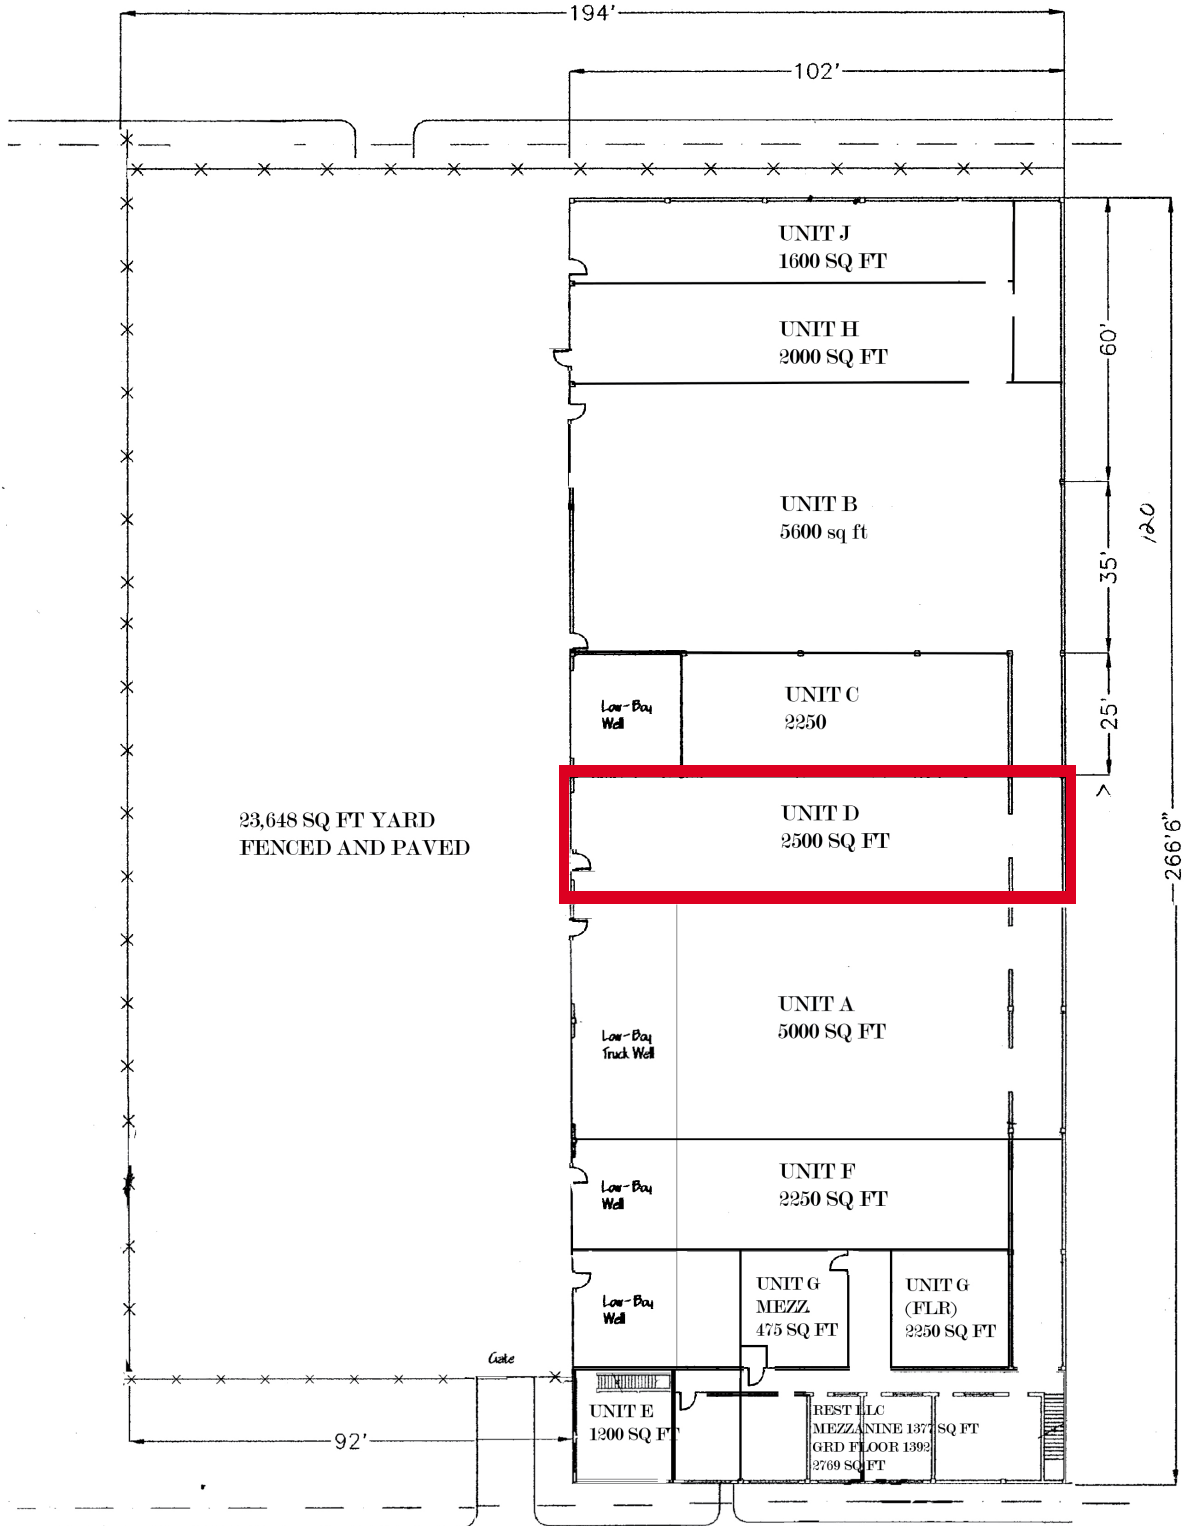 194'
102'
UNIT J
1600 SQ FT
UNIT H
2000 SQ FT
60'
UNIT B
5600 sq ft
120
35'
UNIT C
2250
Low-Bay
Well
25'
UNIT D
2500 SQ FT
23,648 SQ FT YARD
FENCED AND PAVED
266'6"
UNIT A
5000 SQ FT
Low-Bay
Truck Well
UNIT F
2250 SQ FT
Low-Bay
Well
UNIT G
MEZZ
475 SQ FT
UNIT G
(FLR)
2250 SQ FT
Low-Bay
Well
Gate
UNIT E
1200 SQ FT
REST LLC
MEZZANINE 1377 SQ FT
GRD FLOOR 1392
2769 SQ FT
92'